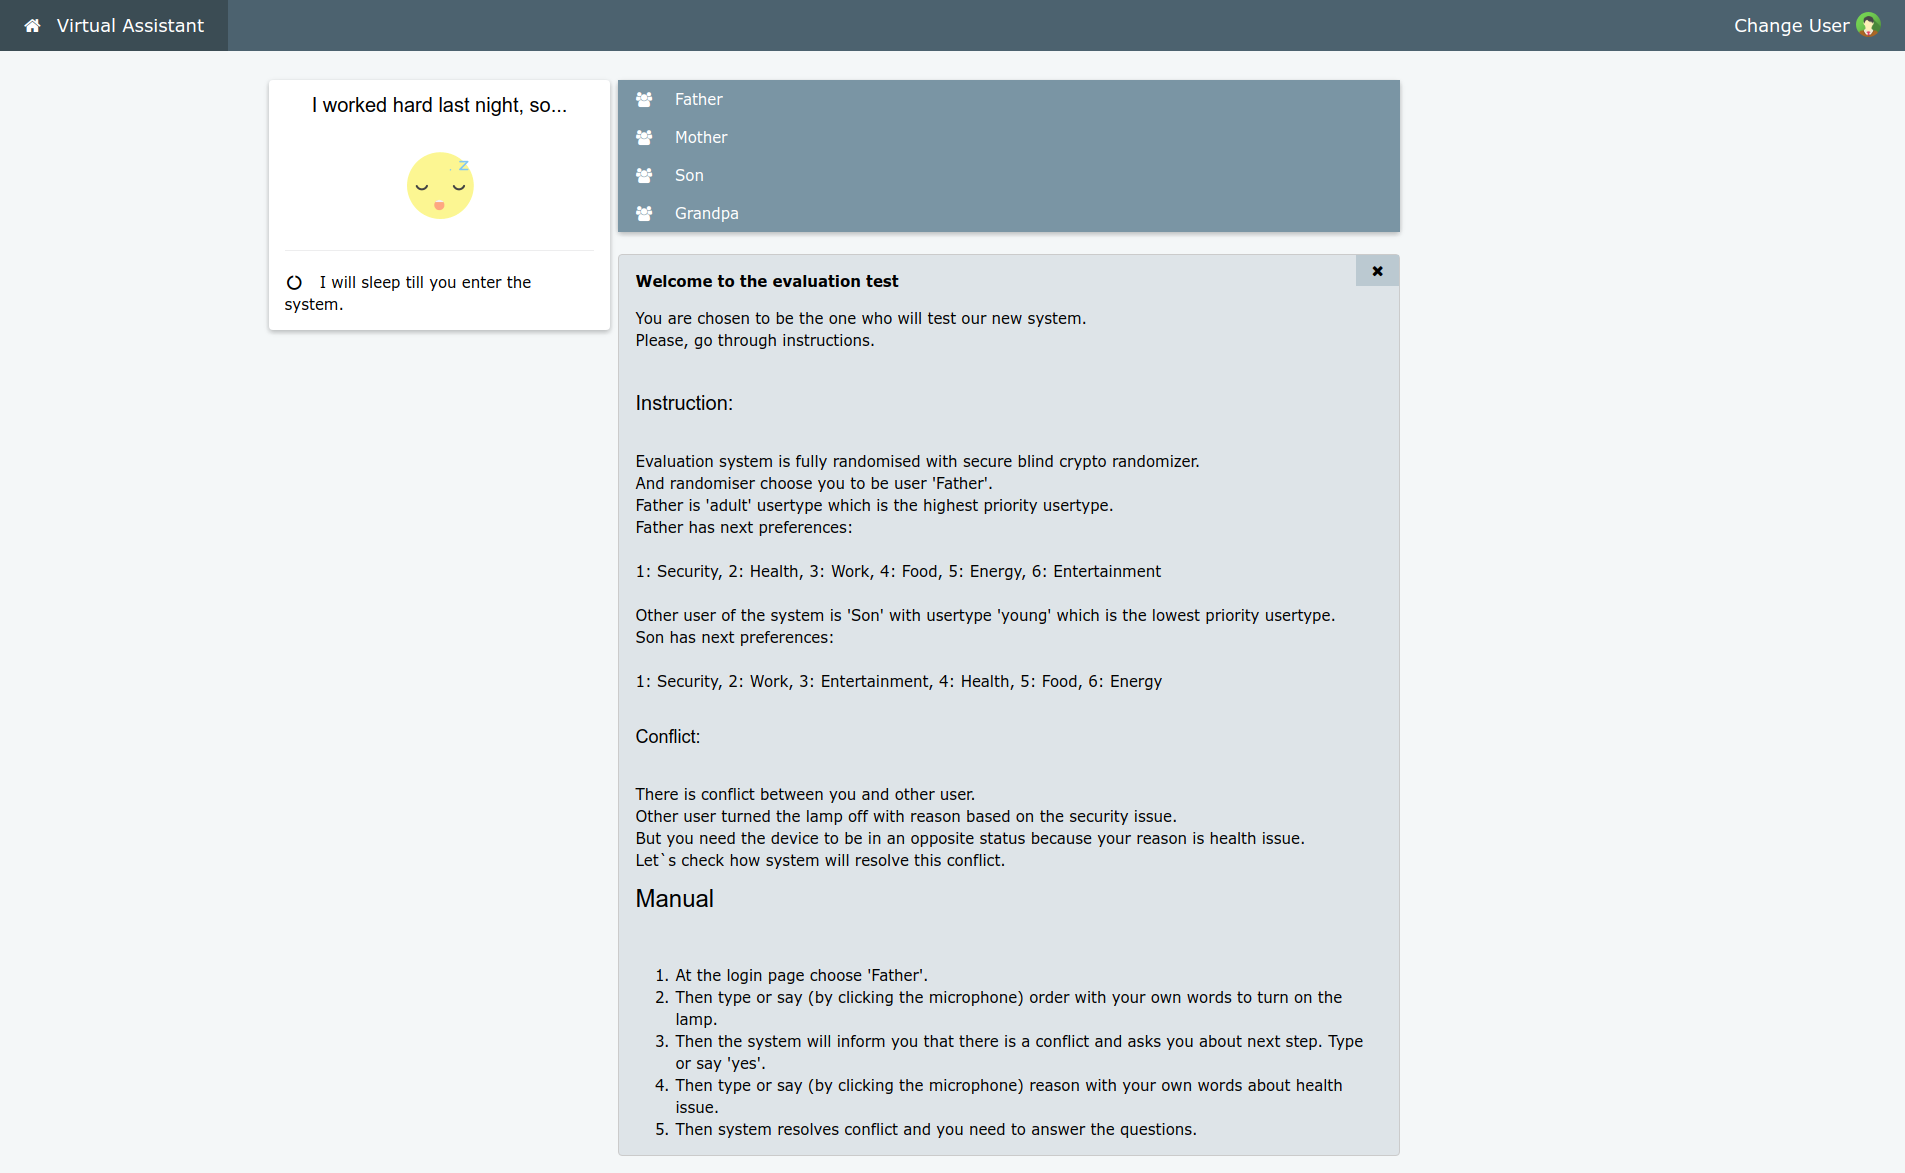 Virtual Assistant
Change User
I worked hard last night, so...
z
I will sleep till you enter the
system.
Father
Mother
Son
Grandpa
Welcome to the evaluation test
You are chosen to be the one who will test our new system.
Please, go through instructions.
Instruction:
Evaluation system is fully randomised with secure blind crypto randomizer.
And randomiser choose you to be user 'Father'.
Father is 'adult' usertype which is the highest priority usertype.
Father has next preferences:
1: Security, 2: Health, 3: Work, 4: Food, 5: Energy, 6: Entertainment
Other user of the system is 'Son' with usertype 'young' which is the lowest priority usertype.
Son has next preferences:
1: Security, 2: Work, 3: Entertainment, 4: Health, 5: Food, 6: Energy
Conflict:
There is conflict between you and other user.
Other user turned the lamp off with reason based on the security issue.
But you need the device to be in an opposite status because your reason is health issue.
Let`s check how system will resolve this conflict.
Manual
1. At the login page choose 'Father'.
2. Then type or say (by clicking the microphone) order with your own words to turn on the
lamp.
3. Then the system will inform you that there is a conflict and asks you about next step. Type
or say 'yes'.
4. Then type or say (by clicking the microphone) reason with your own words about health
issue.
5. Then system resolves conflict and you need to answer the questions.